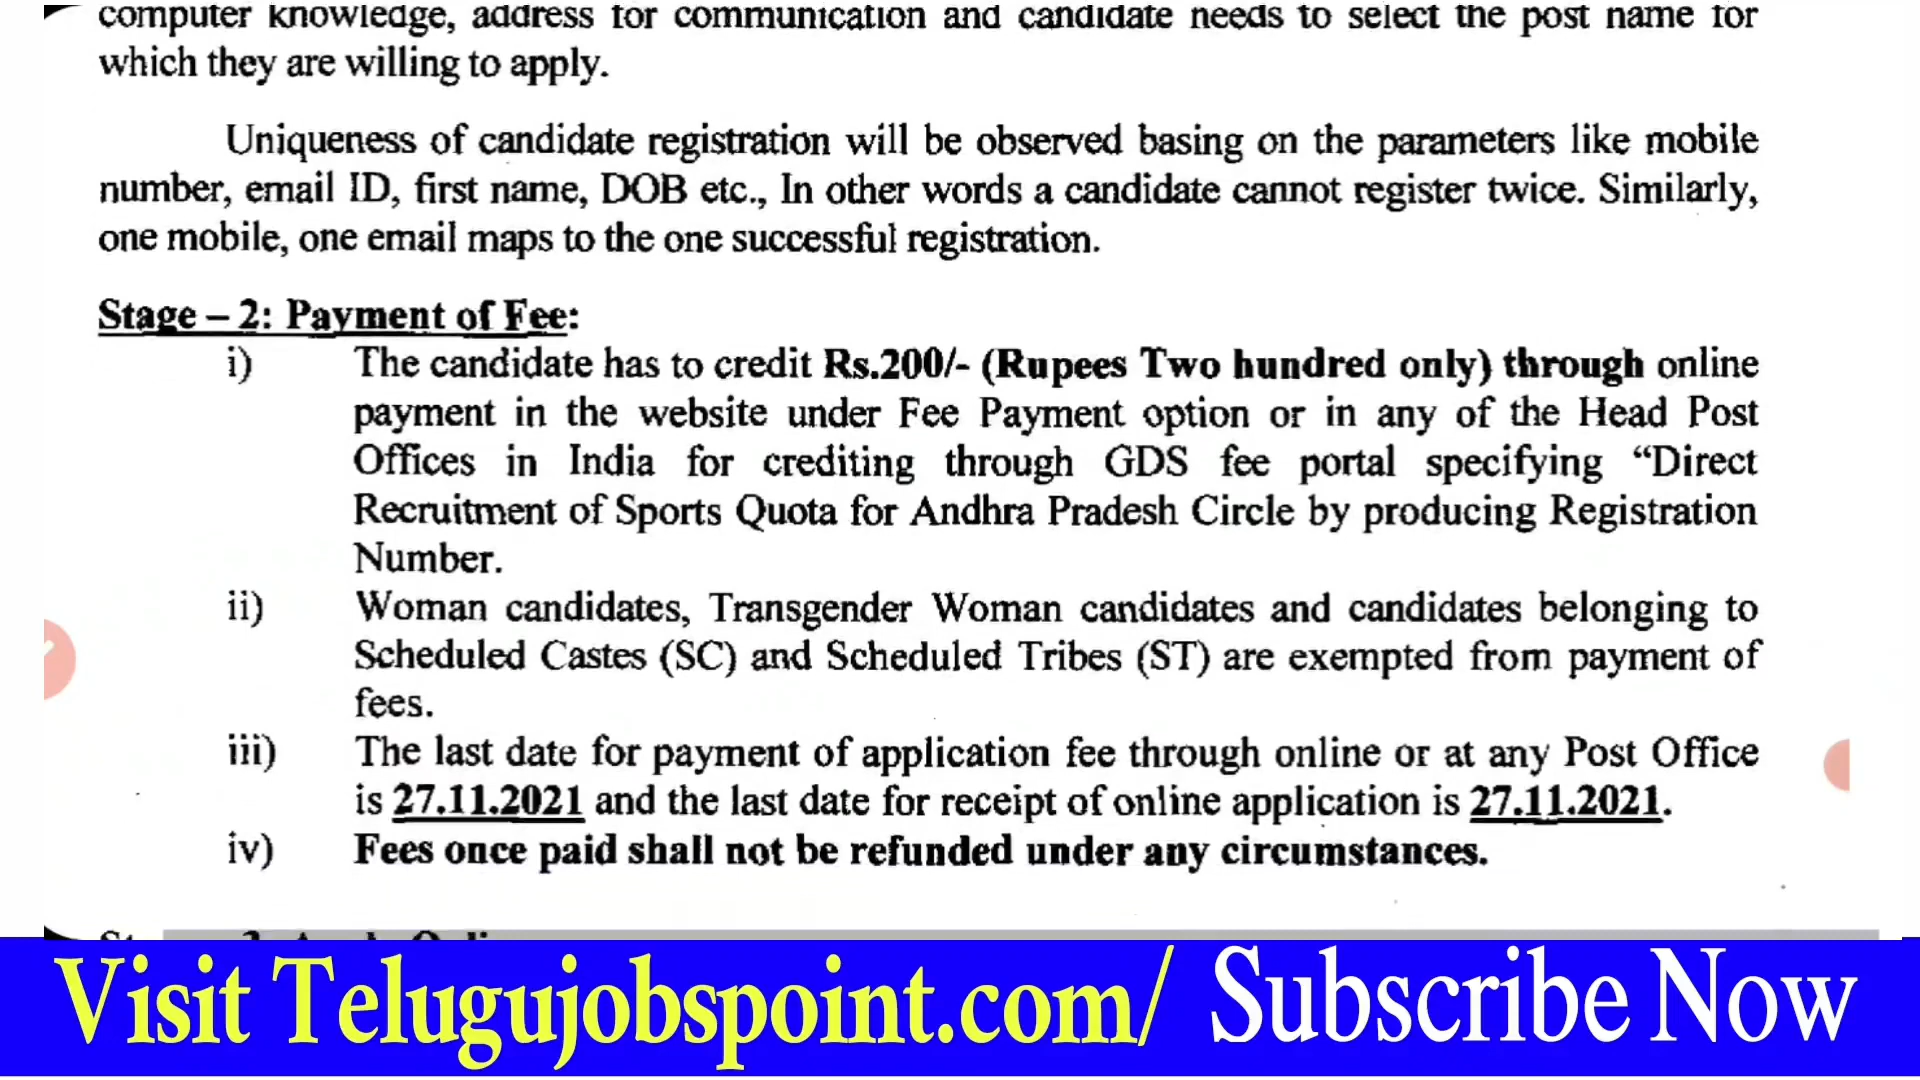 computer knowledge, address for communication and candidate needs to select the post name for
which they are willing to apply.
Uniqueness of candidate registration will be observed basing on the parameters like mobile
number, email ID, first name, DOB etc., In other words a candidate cannot register twice. Similarly,
one mobile, one email maps to the one successful registration.
Stage – 2: Payment of Fee:
i) The candidate has to credit Rs.200/- (Rupees Two hundred only) through online
payment in the website under Fee Payment option or in any of the Head Post
Offices in India for crediting through GDS fee portal specifying “Direct
Recruitment of Sports Quota for Andhra Pradesh Circle by producing Registration
Number.
ii) Woman candidates, Transgender Woman candidates and candidates belonging to
Scheduled Castes (SC) and Scheduled Tribes (ST) are exempted from payment of
fees.
iii) The last date for payment of application fee through online or at any Post Office
is 27.11.2021 and the last date for receipt of online application is 27.11.2021.
iv) Fees once paid shall not be refunded under any circumstances.
Visit Telugujobspoint.com/ Subscribe Now